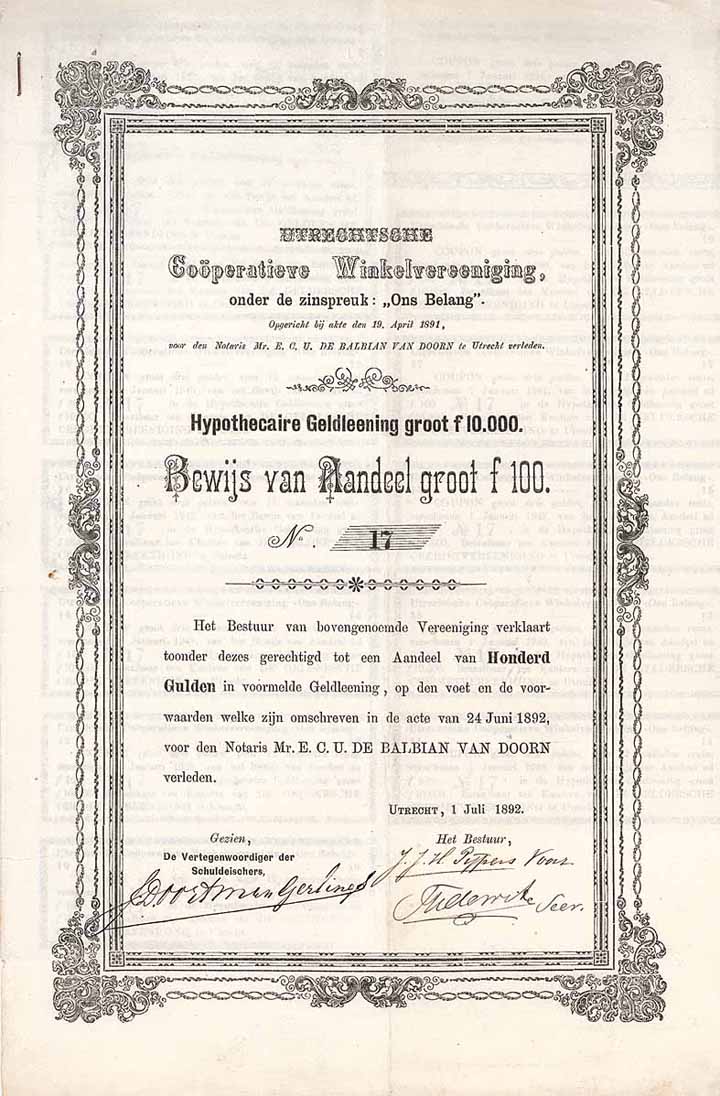 UTRECHTSCHE
Coöperatieve Winkelvereeniging,
onder de zinspreuk: „Ons Belang".
Opgericht bij akte den 19. April 1891,
voor den Notaris Mr. E. C. U. DE BALBIAN VAN DOORN te Utrecht verleden.
Hypothecaire Geldleening groot f 10.000.
Bewijs van Aandeel groot f 100.
No. 17
Het Bestuur van bovengenoemde Vereeniging verklaart
toonder dezes gerechtigd tot een Aandeel van Honderd
Gulden in voormelde Geldleening, op den voet en de voor-
waarden welke zijn omschreven in de acte van 24 Juni 1892,
voor den Notaris Mr. E. C. U. DE BALBIAN VAN DOORN
verleden.
UTRECHT, 1 Juli 1892.
Gezien,
De Vertegenwoordiger der
Schuldeischers,
Het Bestuur,
J. J. H. Pijpers Voorz.
Secr.